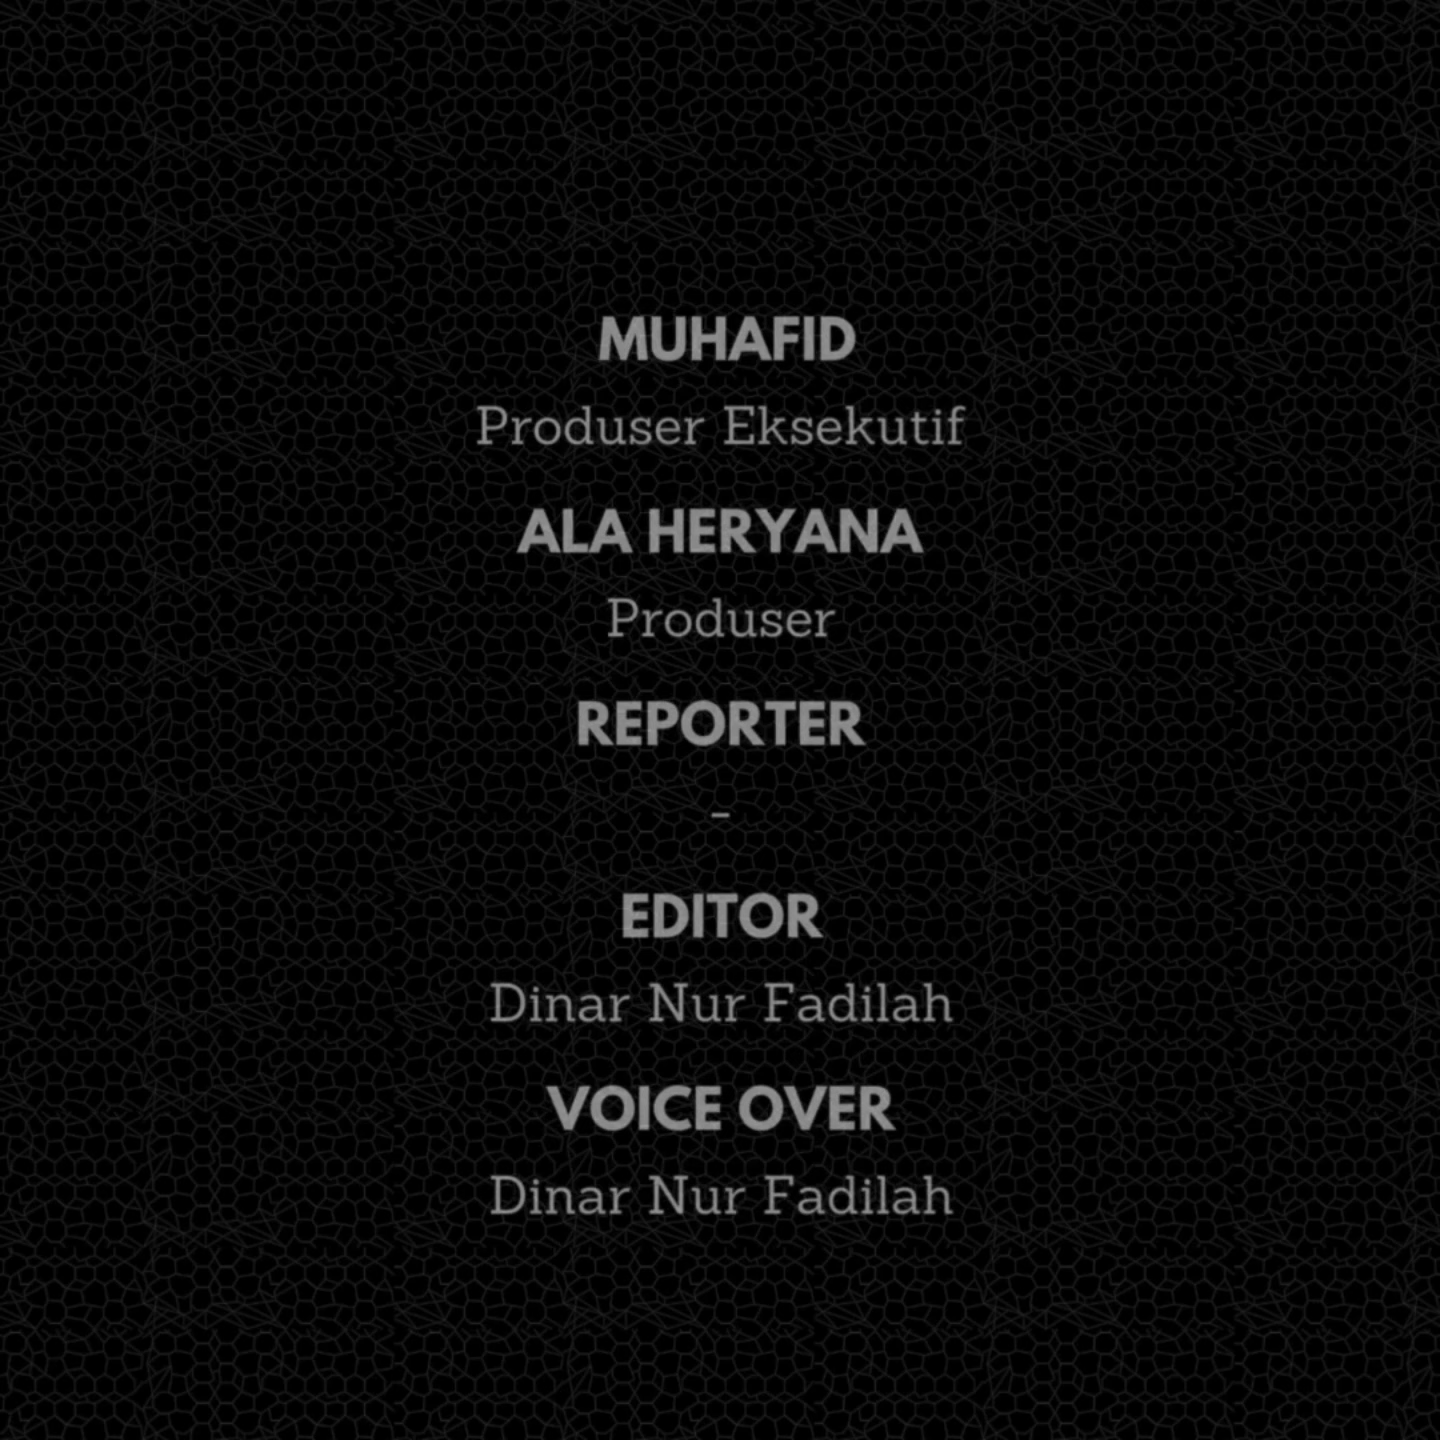 MUHAFID
Produser Eksekutif
ALA HERYANA
Produser
REPORTER
-
EDITOR
Dinar Nur Fadilah
VOICE OVER
Dinar Nur Fadilah